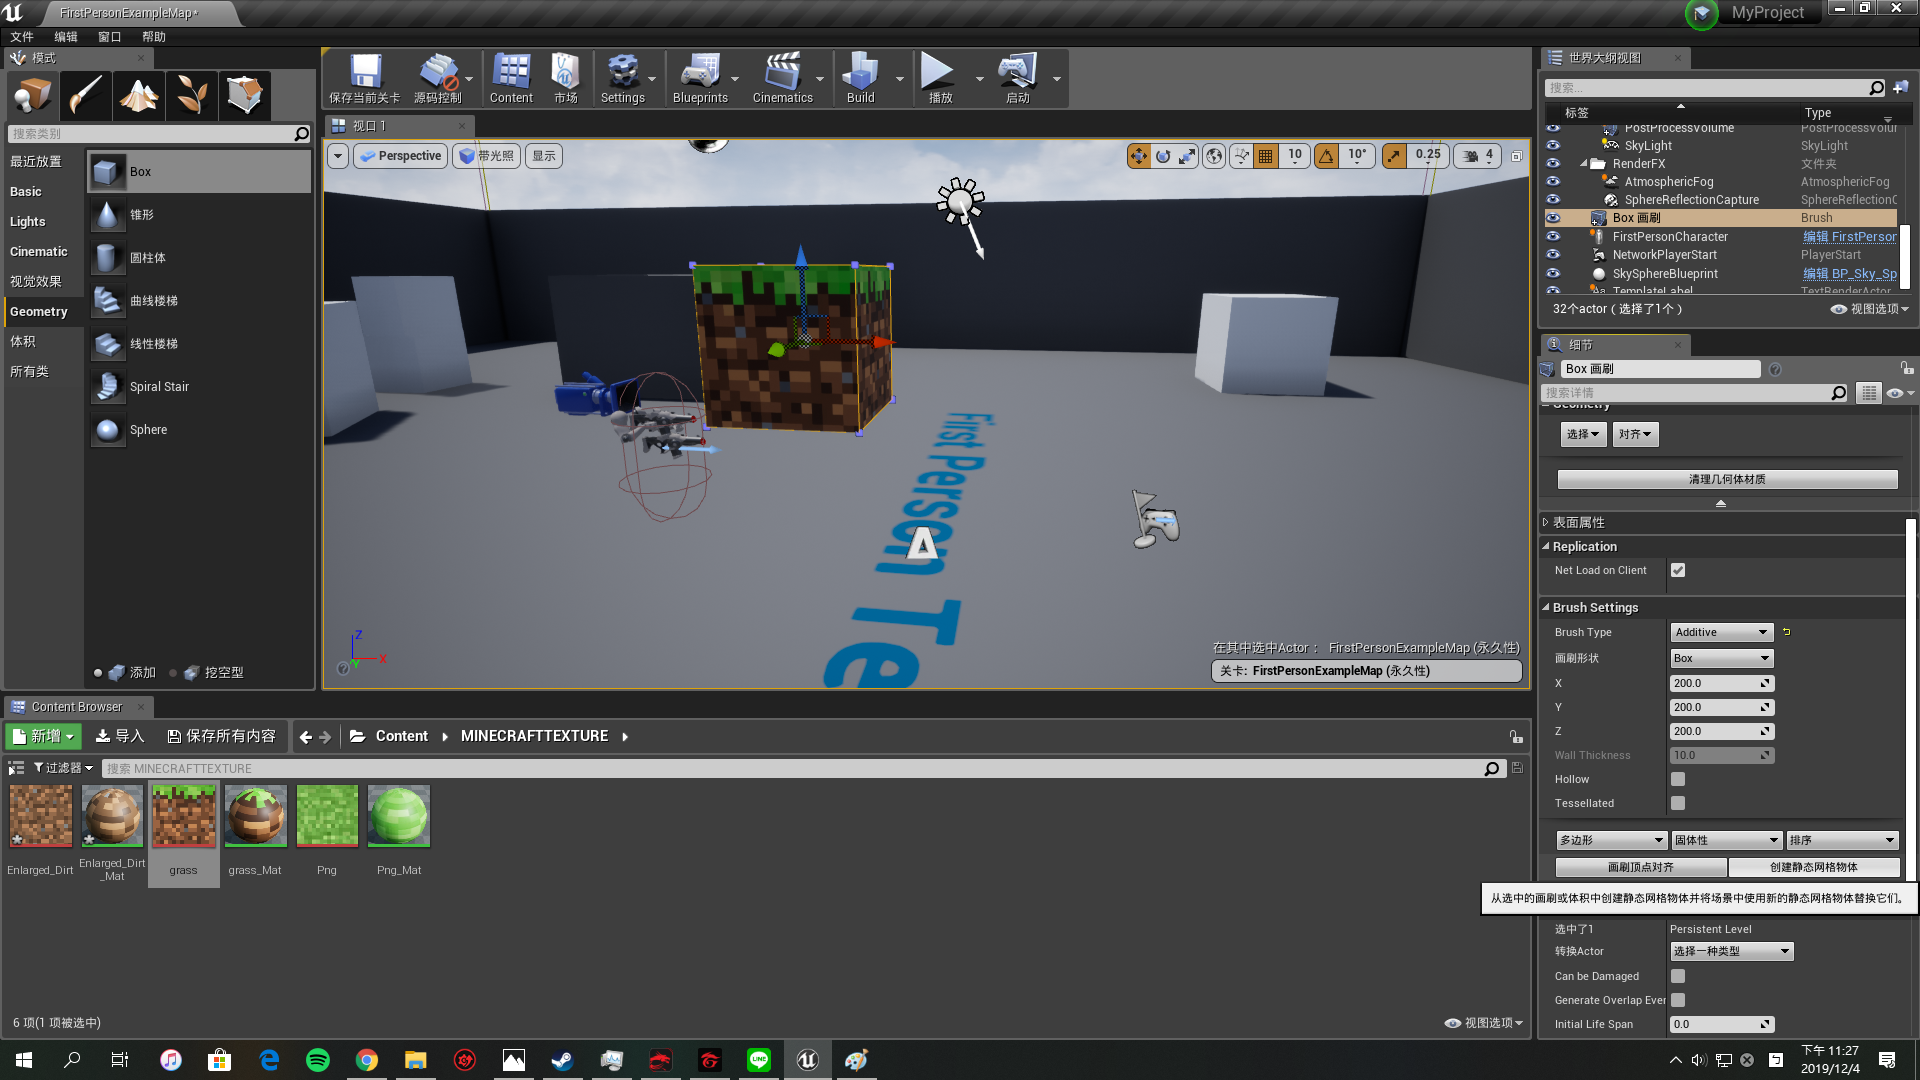 FirstPersonExampleMap*
MyProject
文件 编辑 窗口 帮助
模式
搜索类别
最近放置
Basic
Lights
Cinematic
视觉效果
Geometry
体积
所有类
Box
锥形
圆柱体
曲线楼梯
线性楼梯
Spiral Stair
Sphere
添加 挖空型
保存当前关卡 源码控制 Content 市场 Settings Blueprints Cinematics Build 播放 启动
视口 1
Perspective 带光照 显示
10 10° 0.25 4
First Person Te
Z
X
Y
在其中选中Actor： FirstPersonExampleMap (永久性)
关卡: FirstPersonExampleMap (永久性)
世界大纲视图
搜索...
标签 Type
PostProcessVolume PostProcessVolur
SkyLight SkyLight
RenderFX 文件夹
AtmosphericFog AtmosphericFog
SphereReflectionCapture SphereReflectionC
Box 画刷 Brush
FirstPersonCharacter 编辑 FirstPerson
NetworkPlayerStart PlayerStart
SkySphereBlueprint 编辑 BP_Sky_Sp
TemplateLabel TextRenderActor
32个actor（选择了1个） 视图选项
细节
Box 画刷
搜索详情
Geometry
选择 对齐
清理几何体材质
表面属性
Replication
Net Load on Client
Brush Settings
Brush Type Additive
画刷形状 Box
X 200.0
Y 200.0
Z 200.0
Wall Thickness 10.0
Hollow
Tessellated
多边形 固体性 排序
画刷顶点对齐 创建静态网格物体
从选中的画刷或体积中创建静态网格物体并将场景中使用新的静态网格物体替换它们。
选中了1 Persistent Level
转换Actor 选择一种类型
Can be Damaged
Generate Overlap Ever
Initial Life Span 0.0
Content Browser
新增 导入 保存所有内容 Content MINECRAFTTEXTURE
过滤器 搜索 MINECRAFTTEXTURE
Enlarged_Dirt
Enlarged_Dirt_Mat
grass
grass_Mat
Png
Png_Mat
6 项(1 项被选中) 视图选项
LINE
下午 11:27
2019/12/4